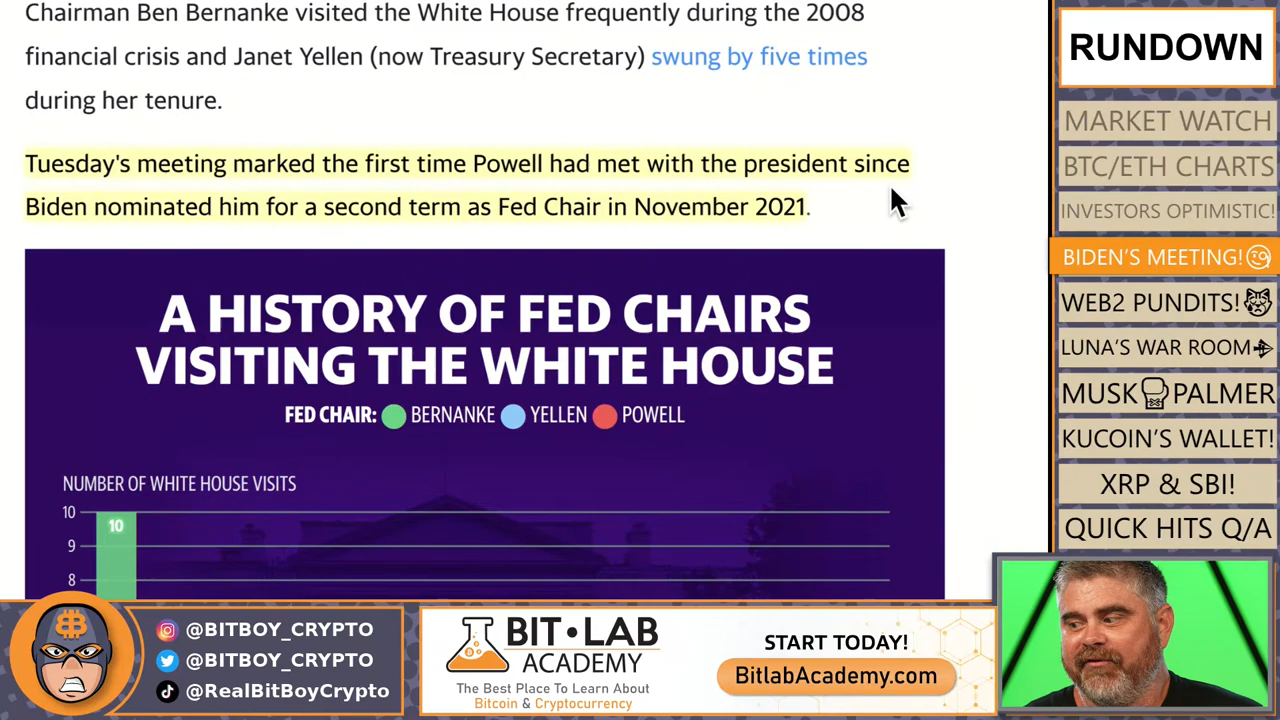 Chairman Ben Bernanke visited the White House frequently during the 2008
financial crisis and Janet Yellen (now Treasury Secretary) swung by five times
during her tenure.
Tuesday's meeting marked the first time Powell had met with the president since
Biden nominated him for a second term as Fed Chair in November 2021.
A HISTORY OF FED CHAIRS
VISITING THE WHITE HOUSE
FED CHAIR: BERNANKE YELLEN POWELL
NUMBER OF WHITE HOUSE VISITS
10
10
9
8
RUNDOWN
MARKET WATCH
BTC/ETH CHARTS
INVESTORS OPTIMISTIC!
BIDEN'S MEETING!
WEB2 PUNDITS!
LUNA'S WAR ROOM
MUSK PALMER
KUCOIN'S WALLET!
XRP & SBI!
QUICK HITS Q/A
@BITBOY_CRYPTO
@BITBOY_CRYPTO
@RealBitBoyCrypto
BIT•LAB
ACADEMY
The Best Place To Learn About
Bitcoin & Cryptocurrency
START TODAY!
BitlabAcademy.com